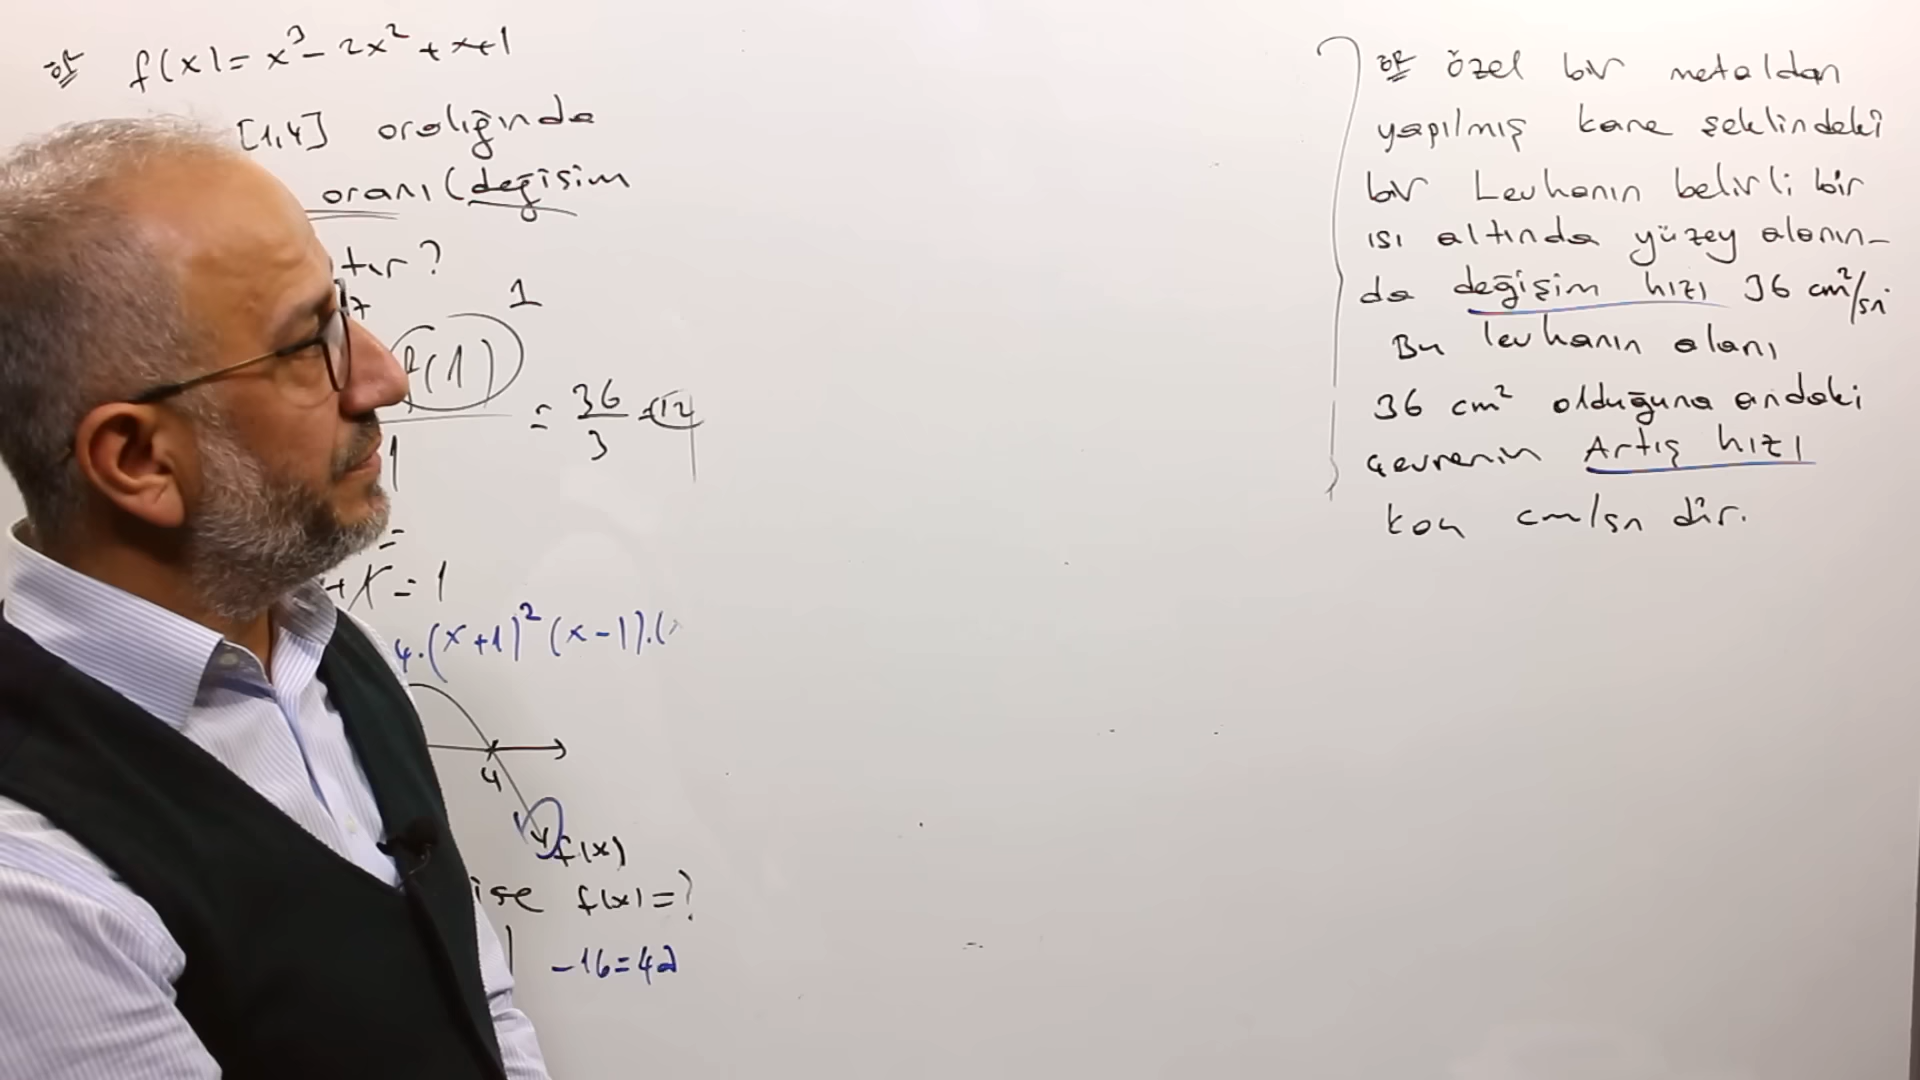 ör f(x)=x³-2x²+x+1
[1,4] aralığında
oranı (değişim
tır?
1
f(1)
= 36/3 = 12
1
=
+x=1
4.(x+1)²(x-1).(
4
f(x)
ise f(x)=?
-16=4a
ör özel bir metaldan
yapılmış kare şeklindeki
bir Levhanın belirli bir
ısı altında yüzey alanın-
da değişim hızı 36 cm²/sn
Bu levhanın alanı
36 cm² olduğuna andaki
çevrenin Artış hızı
kaç cm/sn dir.